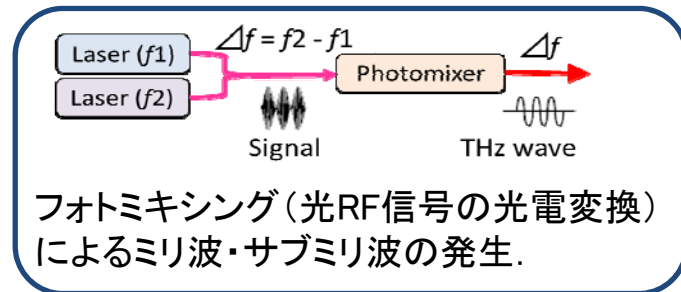 Laser (f1)
⊿f = f2 - f1
⊿f
Laser (f2)
Photomixer
Signal
THz wave
フォトミキシング(光RF信号の光電変換)
によるミリ波・サブミリ波の発生.